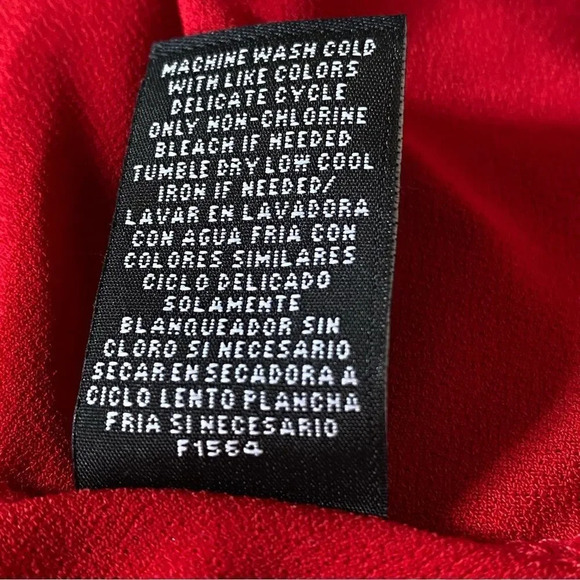 MACHINE WASH COLD
WITH LIKE COLORS
DELICATE CYCLE
ONLY NON-CHLORINE
BLEACH IF NEEDED
TUMBLE DRY LOW COOL
IRON IF NEEDED/
LAVAR EN LAVADORA
CON AGUA FRIA CON
COLORES SIMILARES
CICLO DELICADO
SOLAMENTE
BLANQUEADOR SIN
CLORO SI NECESARIO
SECAR EN SECADORA A
CICLO LENTO PLANCHA
FRIA SI NECESARIO
F1564